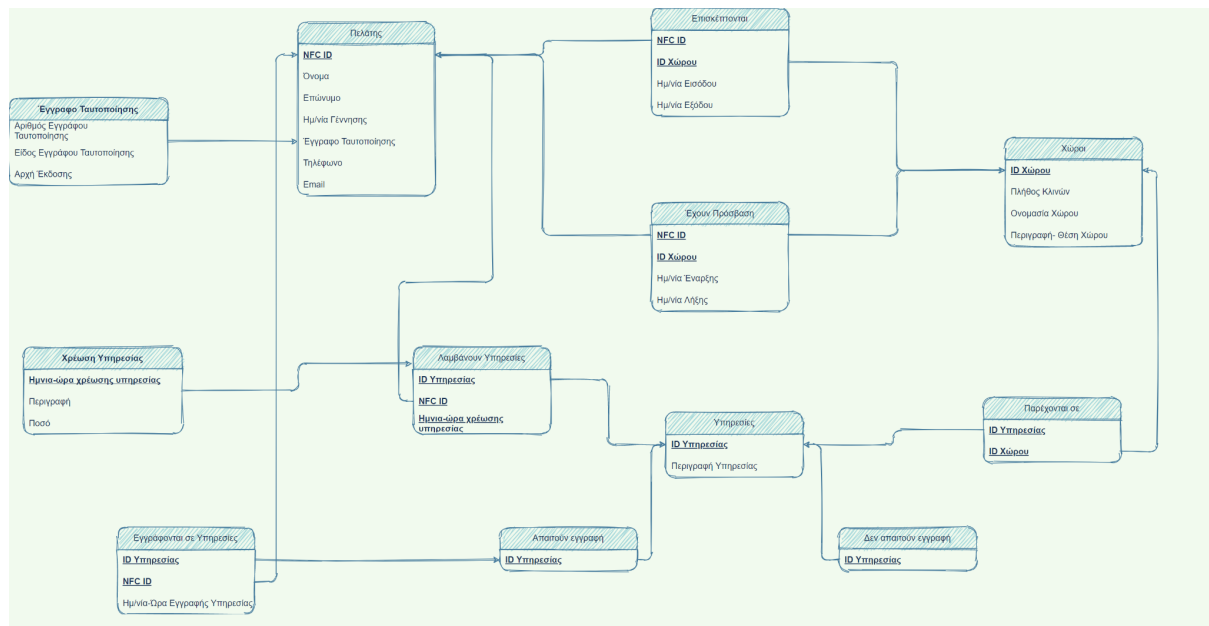 Πελάτης
NFC ID
Όνομα
Επώνυμο
Ημ/νία Γέννησης
Έγγραφο Ταυτοποίησης
Τηλέφωνο
Email
Επισκέπτονται
NFC ID
ID Χώρου
Ημ/νία Εισόδου
Ημ/νία Εξόδου
Έγγραφο Ταυτοποίησης
Αριθμός Εγγράφου
Ταυτοποίησης
Είδος Εγγράφου Ταυτοποίησης
Αρχή Έκδοσης
Χώροι
ID Χώρου
Πλήθος Κλινών
Ονομασία Χώρου
Περιγραφή- Θέση Χώρου
Έχουν Πρόσβαση
NFC ID
ID Χώρου
Ημ/νία Έναρξης
Ημ/νία Λήξης
Χρέωση Υπηρεσίας
Ημνια-ώρα χρέωσης υπηρεσίας
Περιγραφή
Ποσό
Λαμβάνουν Υπηρεσίες
ID Υπηρεσίας
NFC ID
Ημνια-ώρα χρέωσης
υπηρεσίας
Υπηρεσίες
ID Υπηρεσίας
Περιγραφή Υπηρεσίας
Παρέχονται σε
ID Υπηρεσίας
ID Χώρου
Εγγράφονται σε Υπηρεσίες
ID Υπηρεσίας
NFC ID
Ημ/νία-Ώρα Εγγραφής Υπηρεσίας
Απαιτούν εγγραφή
ID Υπηρεσίας
Δεν απαιτούν εγγραφή
ID Υπηρεσίας